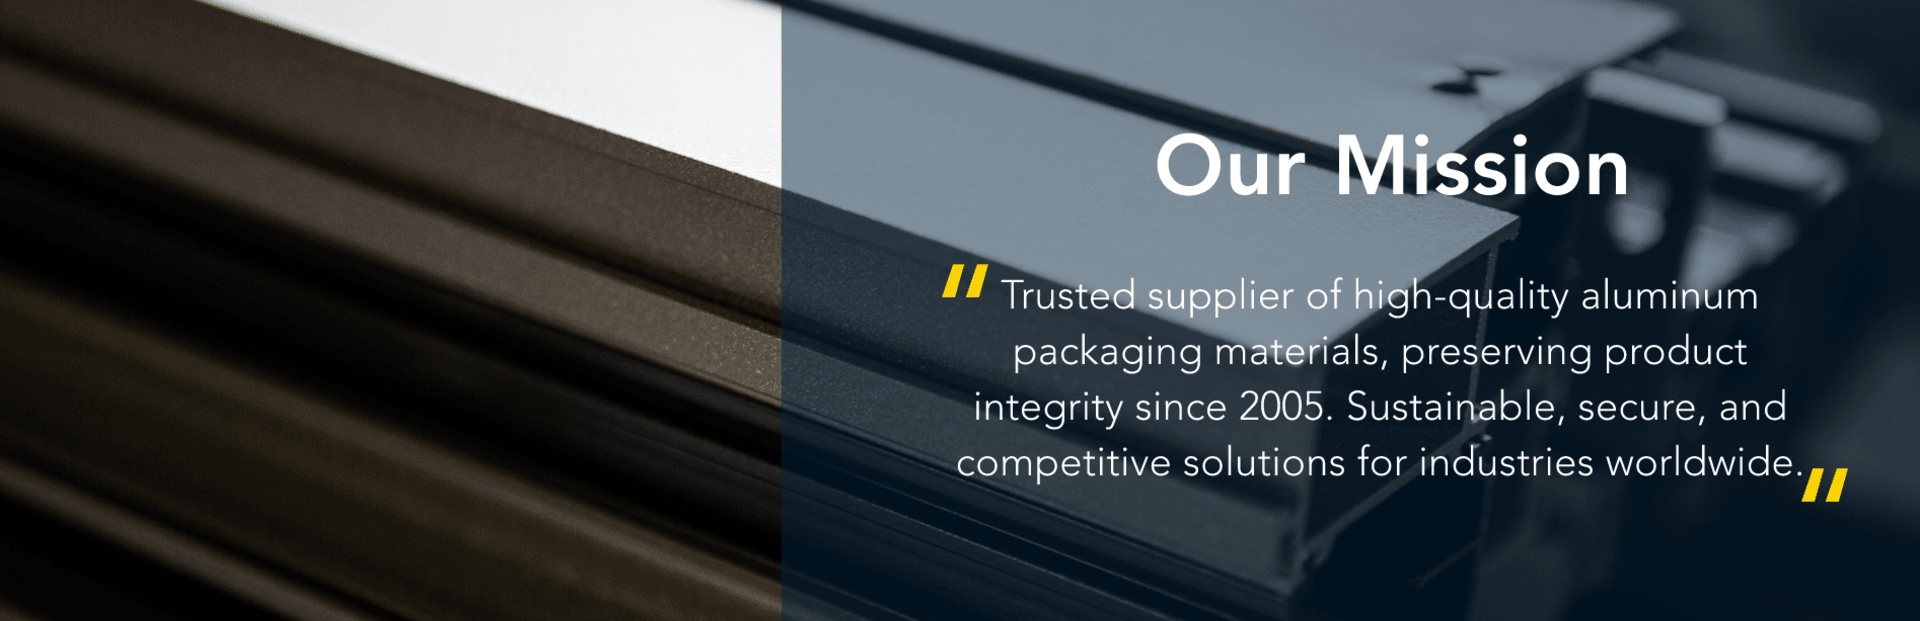 Our Mission
" Trusted supplier of high-quality aluminum
packaging materials, preserving product
integrity since 2005. Sustainable, secure, and
competitive solutions for industries worldwide. "